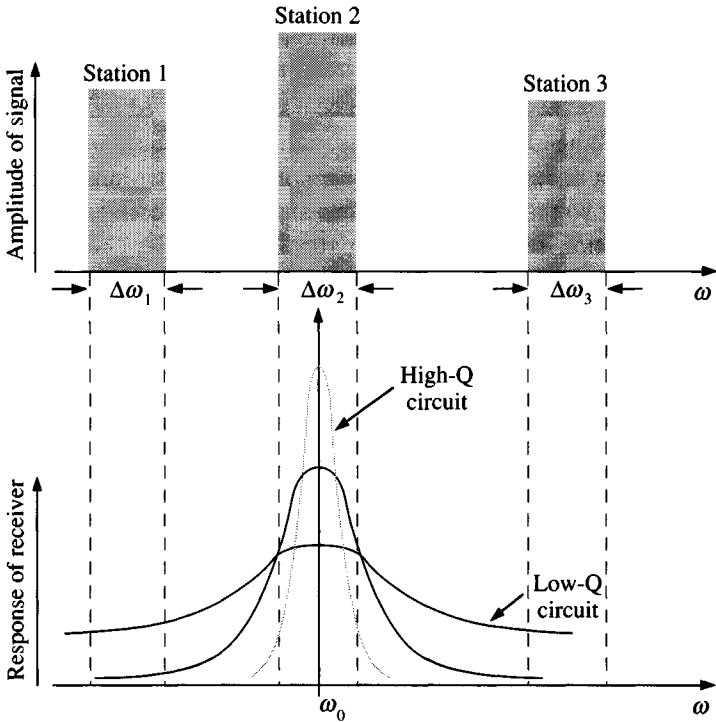 Station 2
Station 1
Station 3
Amplitude of signal
Δω₁
Δω₂
Δω₃
ω
High-Q
circuit
Response of receiver
Low-Q
circuit
ω₀
ω